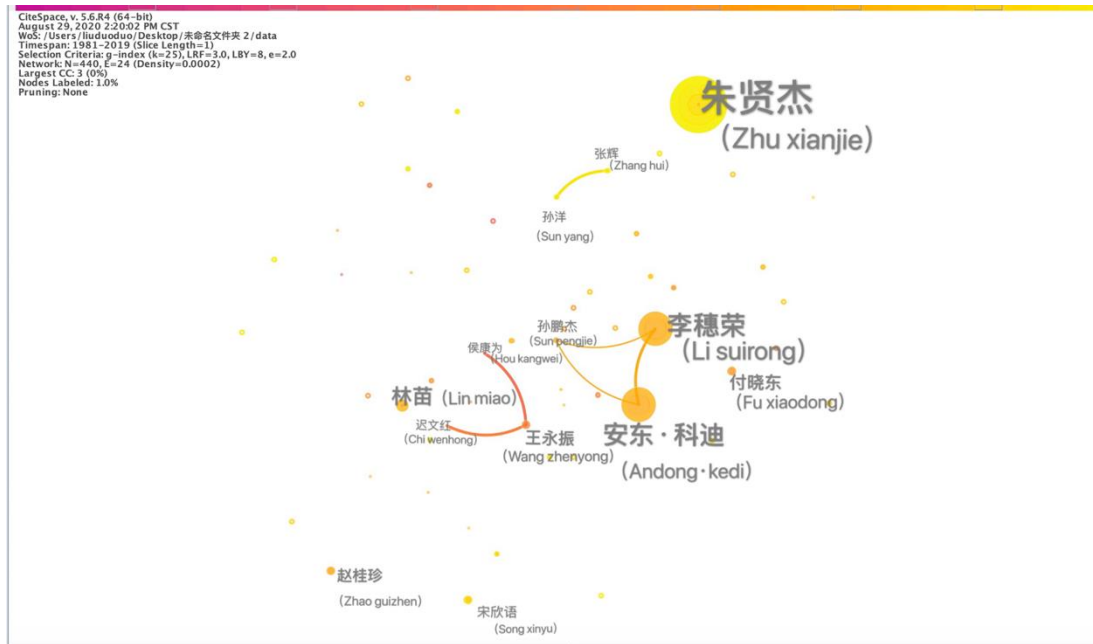 CiteSpace, v. 5.6.R4 (64-bit)
August 29, 2020 2:20:02 PM CST
WoS: /Users/liuduoduo/Desktop/未命名文件夹 2/data
Timespan: 1981-2019 (Slice Length=1)
Selection Criteria: g-index (k=25), LRF=3.0, LBY=8, e=2.0
Network: N=440, E=24 (Density=0.0002)
Largest CC: 3 (0%)
Nodes Labeled: 1.0%
Pruning: None
朱贤杰
(Zhu xianjie)
张辉
(Zhang hui)
孙洋
(Sun yang)
孙鹏杰
(Sun pengjie)
李穗荣
(Li suirong)
侯康为
(Hou kangwei)
付晓东
(Fu xiaodong)
林苗 (Lin miao)
迟文红
(Chi wenhong)
王永振
(Wang zhenyong)
安东·科迪
(Andong·kedi)
赵桂珍
(Zhao guizhen)
宋欣语
(Song xinyu)